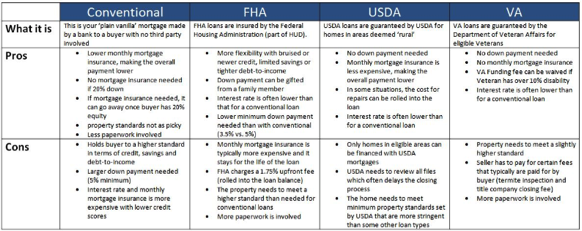 Conventional
FHA
USDA
VA
What it is
This is your 'plain vanilla' mortgage made
by a bank to a buyer with no third party
involved
FHA loans are insured by the Federal
Housing Administration (part of HUD).
USDA loans are guaranteed by USDA for
homes in areas deemed 'rural'
VA loans are guaranteed by the
Department of Veteran Affairs for
eligible Veterans
Pros
• Lower monthly mortgage
insurance, making the overall
payment lower
• No mortgage insurance needed
if 20% down
• If mortgage insurance needed, it
can go away once buyer has 20%
equity
• property standards not as picky
• Less paperwork involved
• More flexibility with bruised or
newer credit, limited savings or
tighter debt-to-income
• Down payment can be gifted
from a family member
• Interest rate is often lower than
that for a conventional loan
• Lower minimum down payment
needed than with conventional
(3.5% vs. 5%)
• No down payment needed
• Monthly mortgage insurance is
less expensive, making the
overall payment lower
• In some situations, the cost for
repairs can be rolled into the
loan
• Interest rate is often lower than
for a conventional loan
• No down payment needed
• No monthly mortgage insurance
• VA Funding fee can be waived if
Veteran has over 10% disability
• Interest rate is often lower than
for a conventional loan
Cons
• Holds buyer to a higher standard
in terms of credit, savings and
debt-to-income
• Larger down payment needed
(5% minimum)
• Interest rate and monthly
mortgage insurance is more
expensive with lower credit
scores
• Monthly mortgage insurance is
typically more expensive and it
stays for the life of the loan
• FHA charges a 1.75% upfront fee
(rolled into the loan balance)
• The property needs to meet a
higher standard than needed for
conventional loans
• More paperwork is involved
• Only homes in eligible areas can
be financed with USDA
mortgages
• USDA needs to review all files
which often delays the closing
process
• The home needs to meet
minimum property standards set
by USDA that are more stringent
than some other loan types
• Property needs to meet a slightly
higher standard
• Seller has to pay for certain fees
that typically are paid for by
buyer (termite inspection and
title company closing fee)
• More paperwork is involved